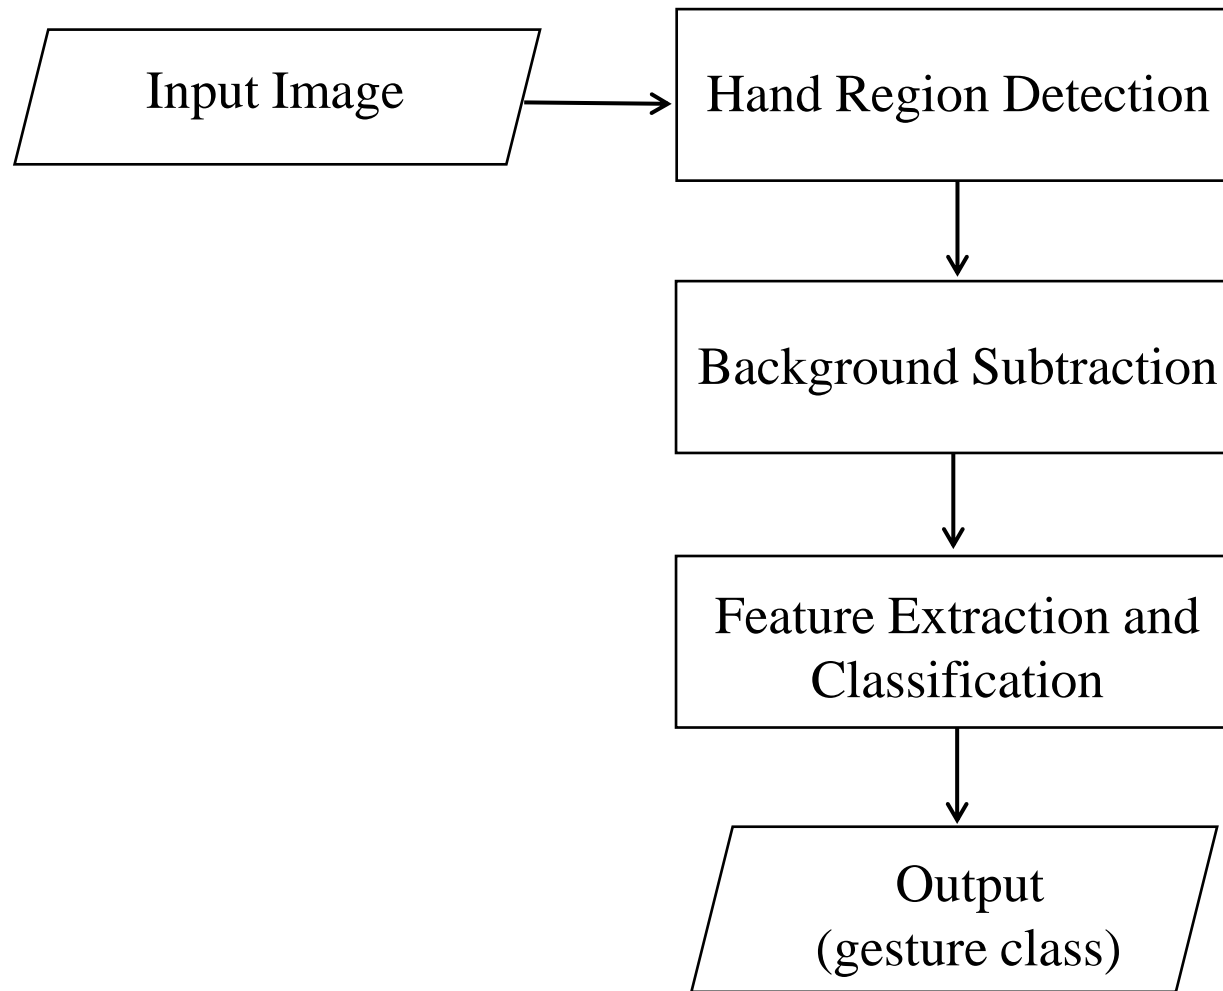 Input Image
Hand Region Detection
Background Subtraction
Feature Extraction and
Classification
Output
(gesture class)